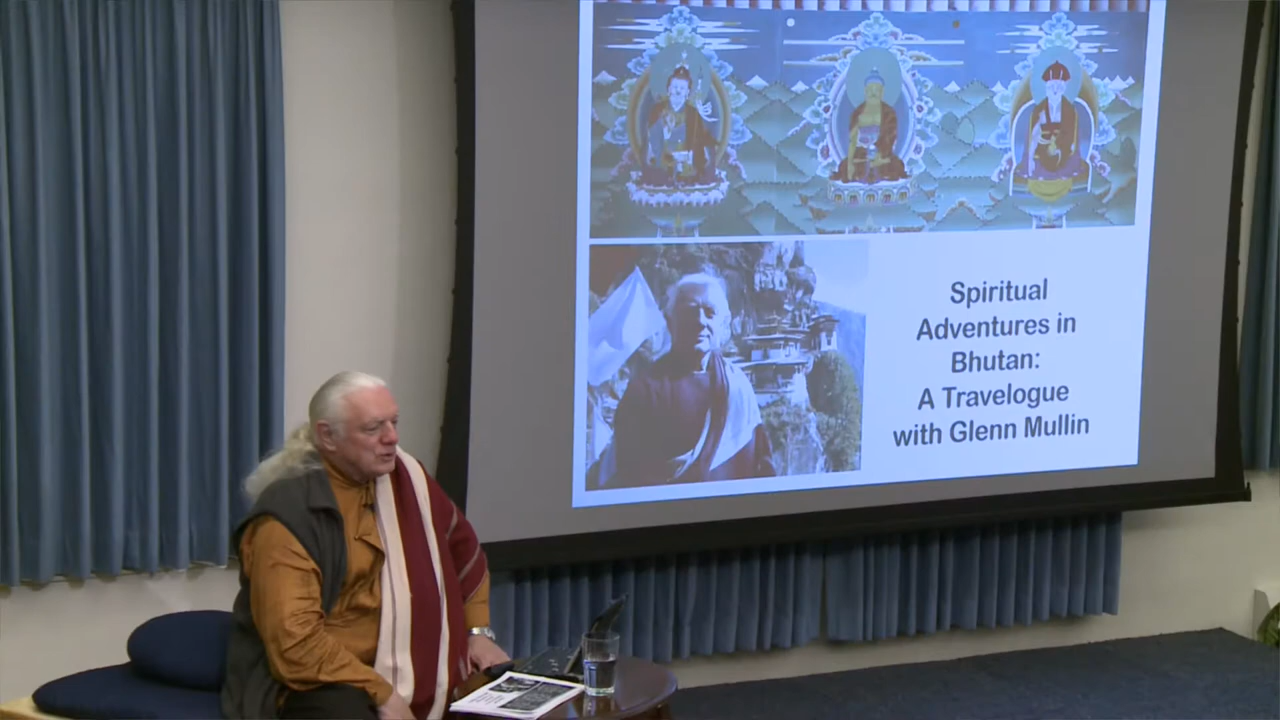 Spiritual
Adventures in
Bhutan:
A Travelogue
with Glenn Mullin